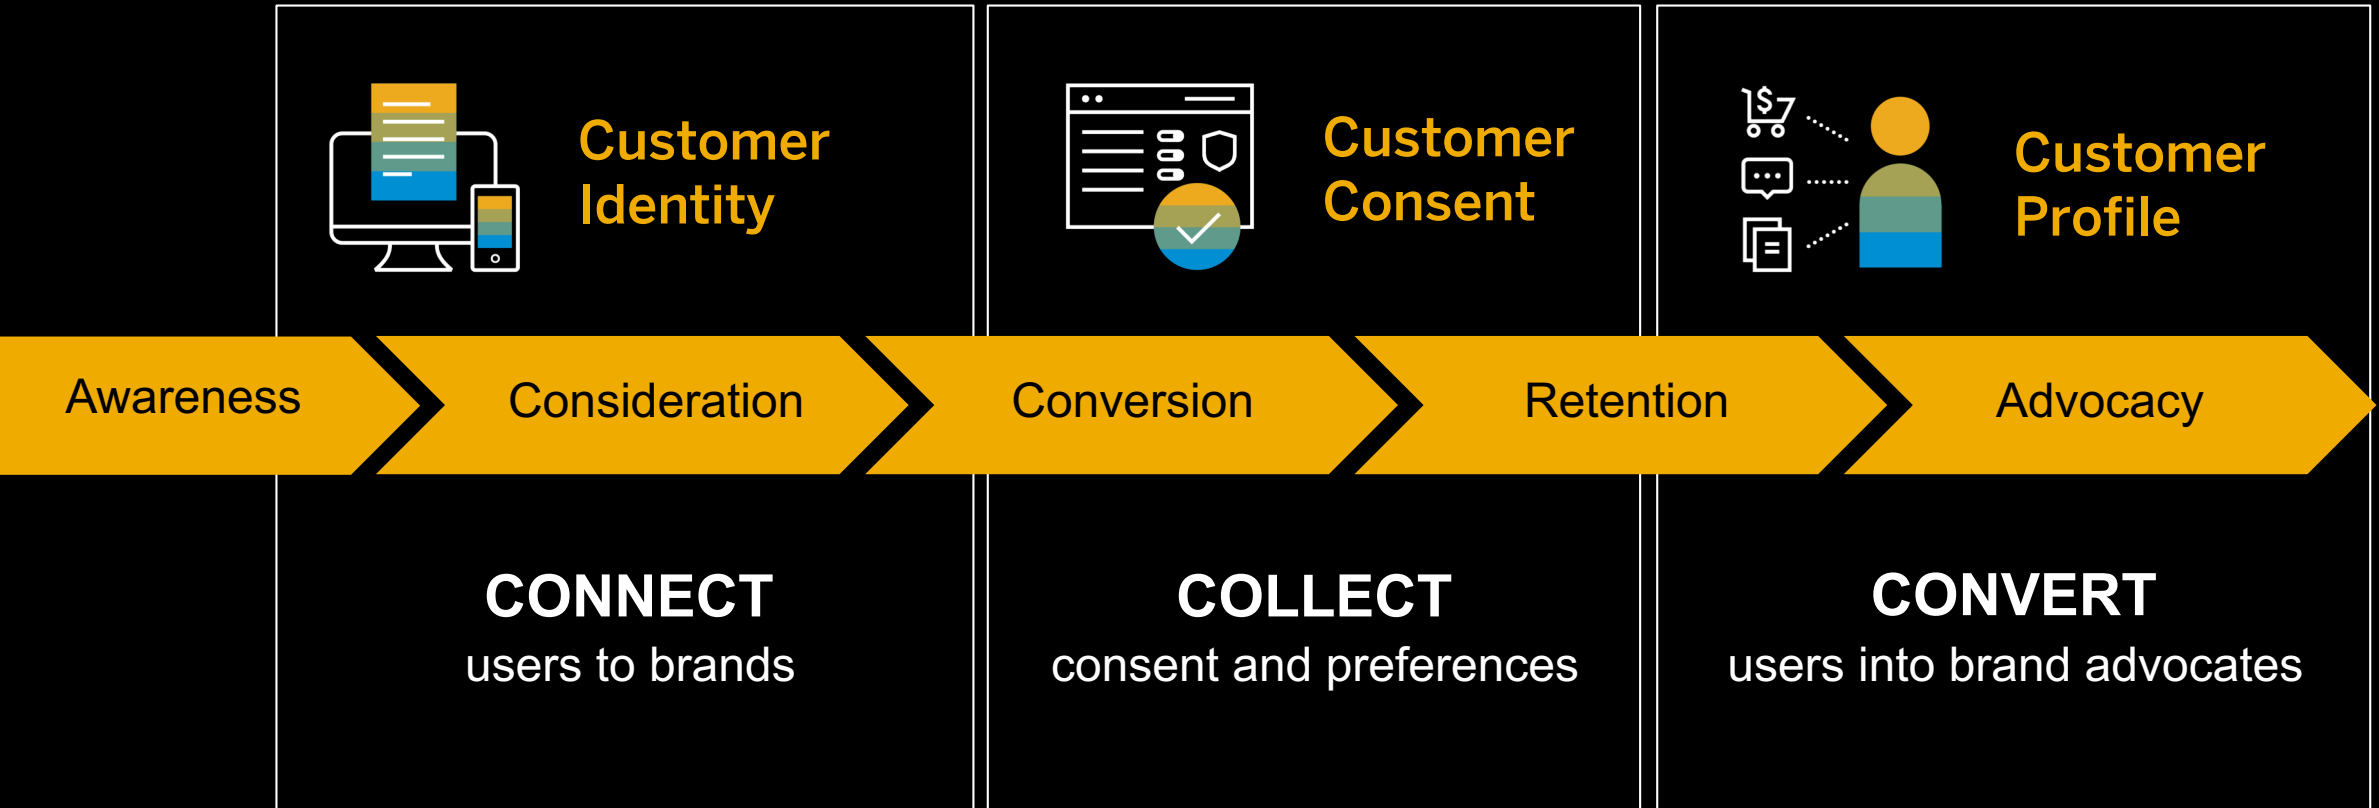 Customer
Identity
Customer
Consent
Customer
Profile
Awareness
Consideration
Conversion
Retention
Advocacy
CONNECT
users to brands
COLLECT
consent and preferences
CONVERT
users into brand advocates